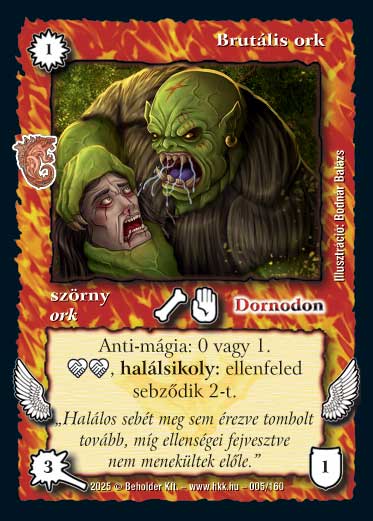 1
Brutális ork
Illusztráció: Bodnár Balázs
szörny
ork
Dornodon
Anti-mágia: 0 vagy 1.
, halálsikoly: ellenfeled
sebződik 2-t.
„Halálos sebét meg sem érezve tombolt
tovább, míg ellenségei fejvesztve
nem menekültek előle.”
3
1
2025 © Beholder Kft. – www.hkk.hu – 005/160